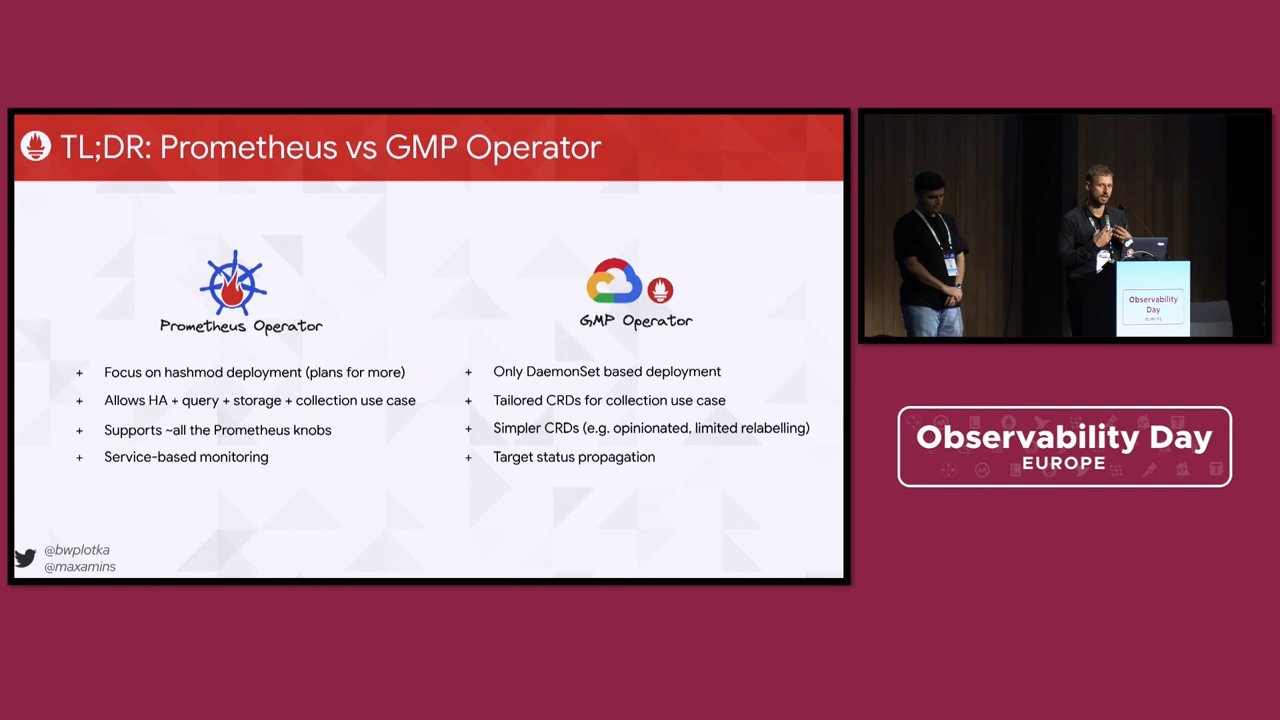 TL;DR: Prometheus vs GMP Operator
Prometheus Operator
+ Focus on hashmod deployment (plans for more)
+ Allows HA + query + storage + collection use case
+ Supports ~all the Prometheus knobs
+ Service-based monitoring
GMP Operator
+ Only DaemonSet based deployment
+ Tailored CRDs for collection use case
+ Simpler CRDs (e.g. opinionated, limited relabelling)
+ Target status propagation
@bwplotka
@maxamins
Observability
Day
EUROPE
Observability Day
EUROPE